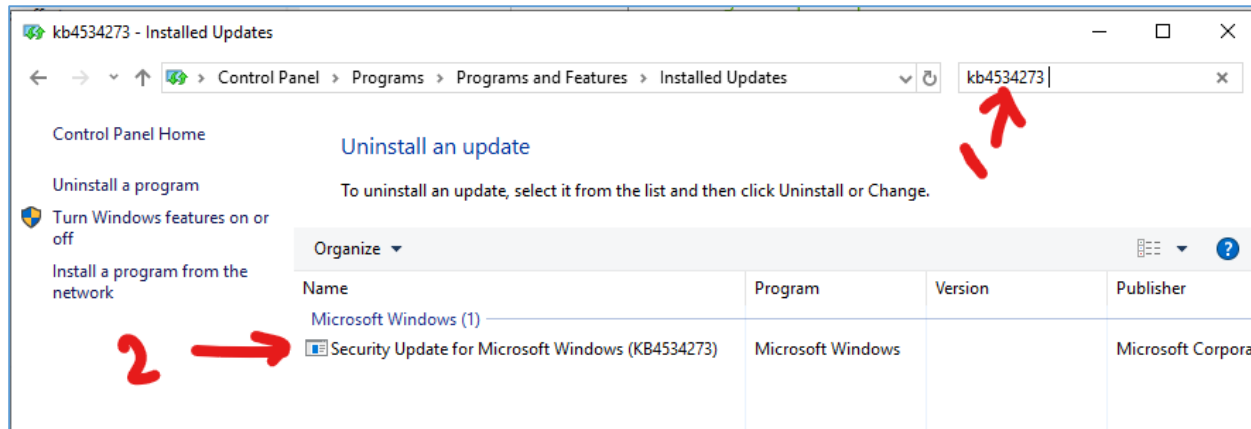 kb4534273 - Installed Updates
Control Panel > Programs > Programs and Features > Installed Updates
kb4534273
1
Control Panel Home
Uninstall a program
Turn Windows features on or
off
Install a program from the
network
Uninstall an update
To uninstall an update, select it from the list and then click Uninstall or Change.
Organize
Name Program Version Publisher
Microsoft Windows (1)
2
Security Update for Microsoft Windows (KB4534273) Microsoft Windows Microsoft Corpora